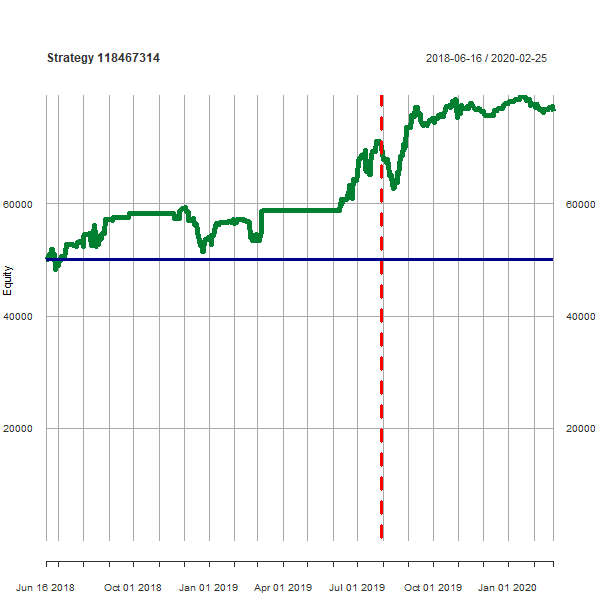 Strategy 118467314
2018-06-16 / 2020-02-25
60000
60000
Equity
40000
40000
20000
20000
Jun 16 2018
Oct 01 2018
Jan 01 2019
Apr 01 2019
Jul 01 2019
Oct 01 2019
Jan 01 2020